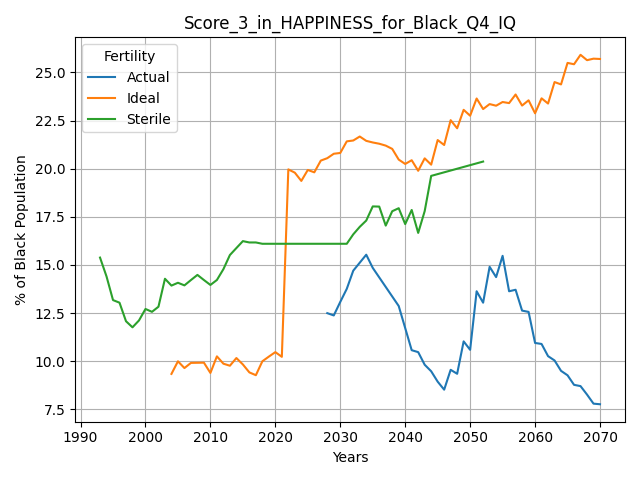 Score_3_in_HAPPINESS_for_Black_Q4_IQ
Fertility
Actual
Ideal
Sterile
% of Black Population
25.0
22.5
20.0
17.5
15.0
12.5
10.0
7.5
1990 2000 2010 2020 2030 2040 2050 2060 2070
Years